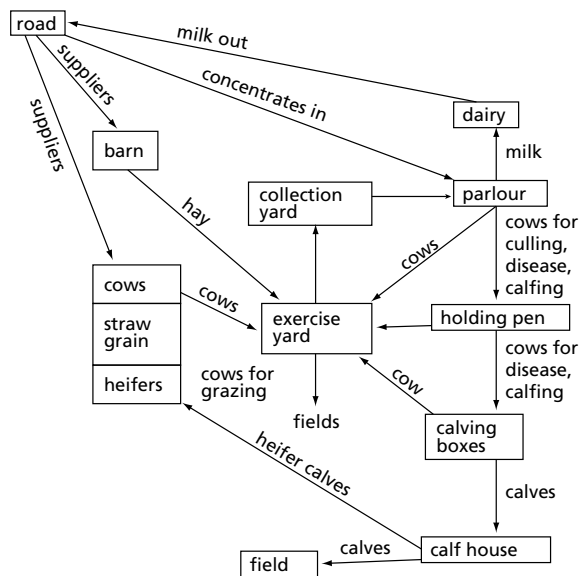 road
milk out
suppliers
concentrates in
suppliers
dairy
barn
milk
collection
yard
parlour
hay
cows for
culling,
disease,
calfing
cows
cows
cows
straw
grain
heifers
exercise
yard
holding pen
cows for
grazing
cows for
disease,
calfing
cow
fields
calving
boxes
heifer calves
calves
calf house
calves
field